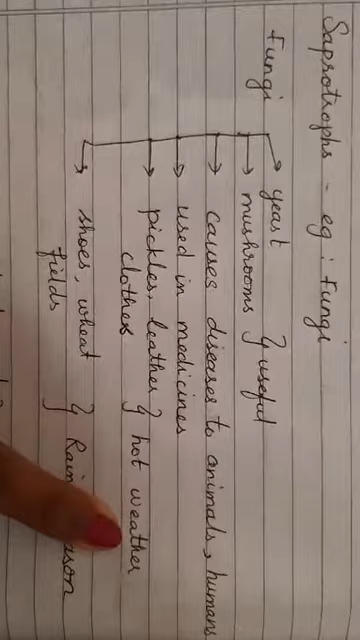 Saprotrophs - eg: Fungi
Fungi
yeast
mushrooms } useful
causes diseases to animals, humans
used in medicines
pickles, leather } hot weather
clothes
shoes, wheat } Rain
fields